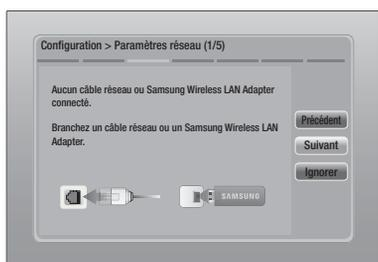 Configuration > Paramètres réseau (1/5)
Aucun câble réseau ou Samsung Wireless LAN Adapter
connecté.
Branchez un câble réseau ou un Samsung Wireless LAN
Adapter.
Précédent
Suivant
Ignorer
SAMSUNG